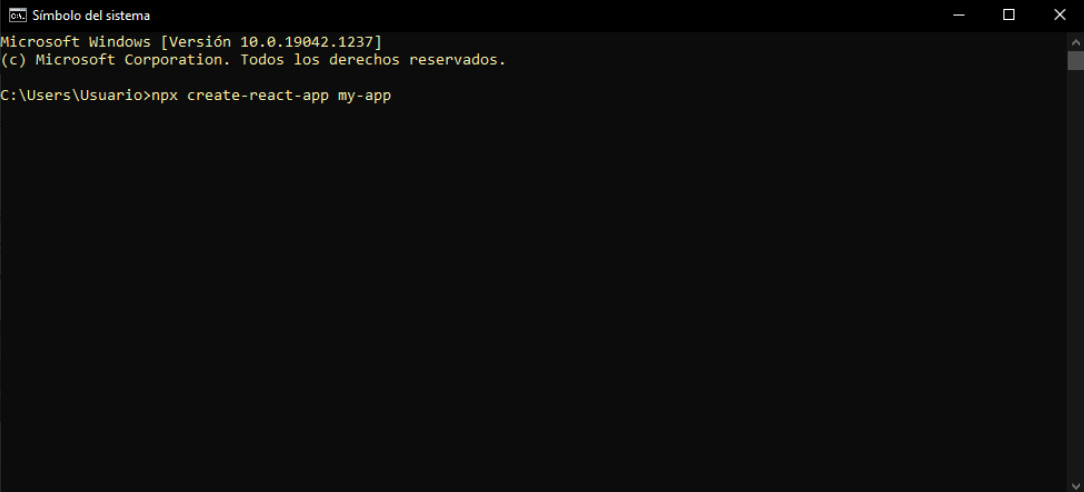 Símbolo del sistema
Microsoft Windows [Versión 10.0.19042.1237]
(c) Microsoft Corporation. Todos los derechos reservados.
C:\Users\Usuario>npx create-react-app my-app